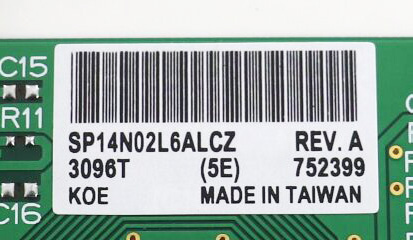 C15
R11
C16
SP14N02L6ALCZ REV. A
3096T (5E) 752399
KOE MADE IN TAIWAN